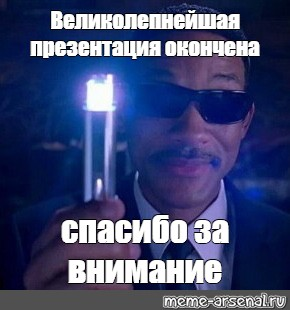 Великолепнейшая
презентация окончена
спасибо за
внимание
meme-arsenal.ru